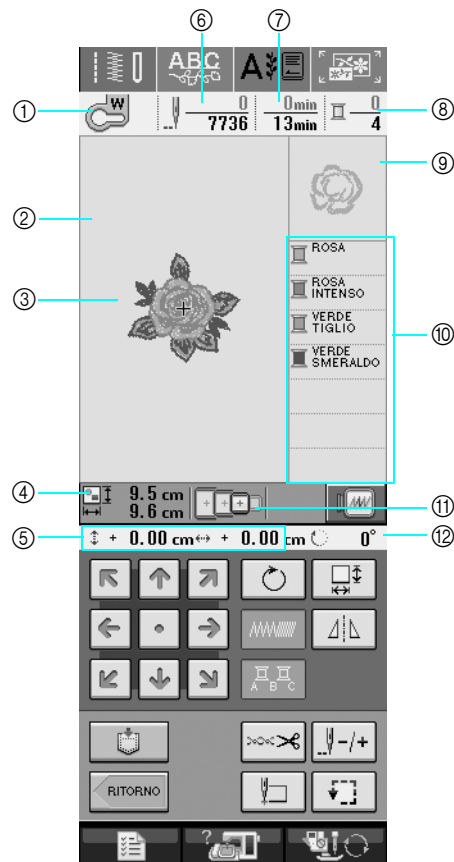 ⑥ ⑦
ABC A
① W 0 0min 0 ⑧
7736 13min 4
⑨
②
ROSA
③ ROSA
INTENSO
VERDE
TIGLIO ⑩
VERDE
SMERALDO
④ 9.5 cm
9.6 cm ⑪
⑤ + 0.00 cm + 0.00 cm 0° ⑫
A B C
-/+
RITORNO
?